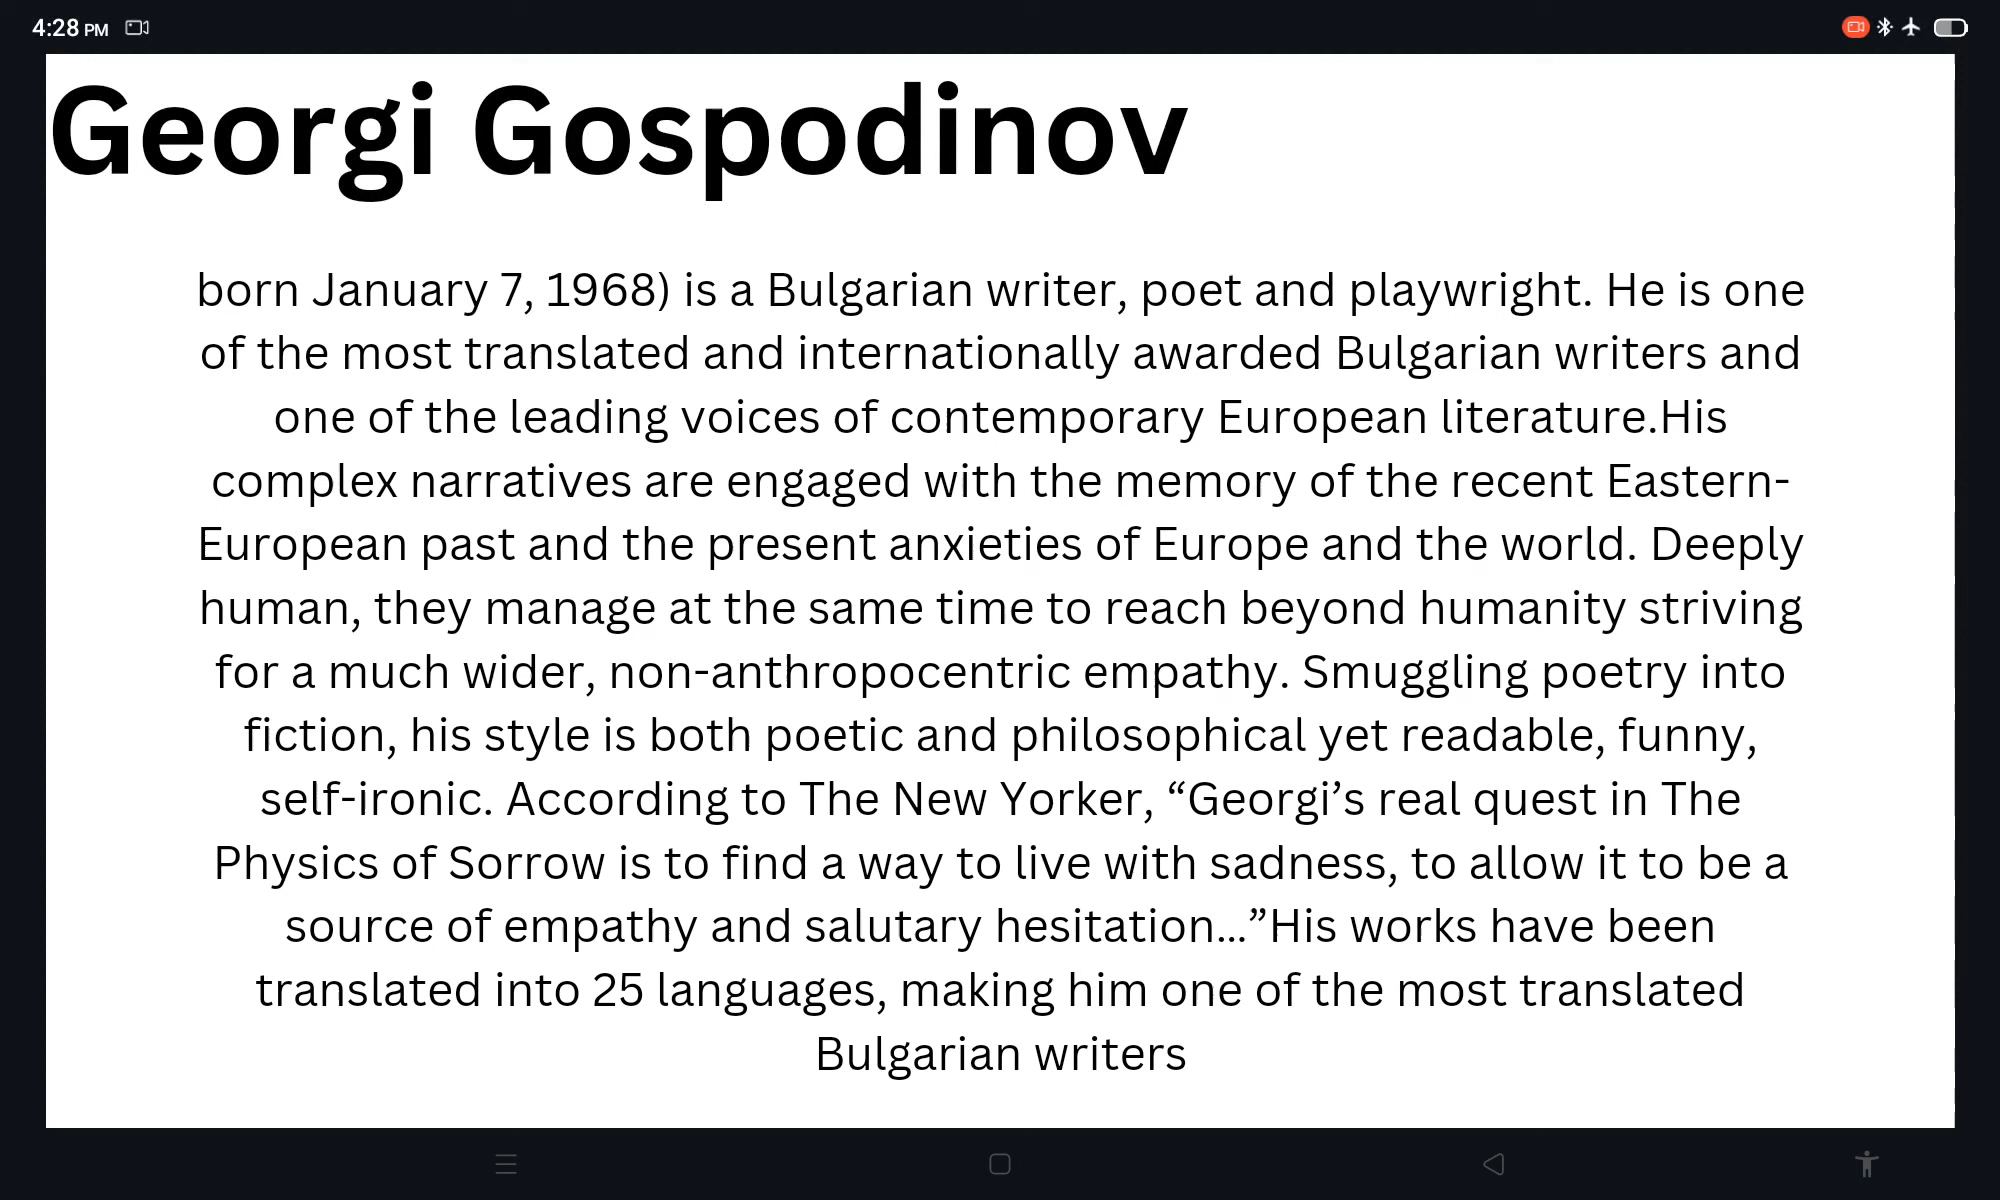 4:28 PM
Georgi Gospodinov
born January 7, 1968) is a Bulgarian writer, poet and playwright. He is one
of the most translated and internationally awarded Bulgarian writers and
one of the leading voices of contemporary European literature.His
complex narratives are engaged with the memory of the recent Eastern-
European past and the present anxieties of Europe and the world. Deeply
human, they manage at the same time to reach beyond humanity striving
for a much wider, non-anthropocentric empathy. Smuggling poetry into
fiction, his style is both poetic and philosophical yet readable, funny,
self-ironic. According to The New Yorker, “Georgi’s real quest in The
Physics of Sorrow is to find a way to live with sadness, to allow it to be a
source of empathy and salutary hesitation…”His works have been
translated into 25 languages, making him one of the most translated
Bulgarian writers